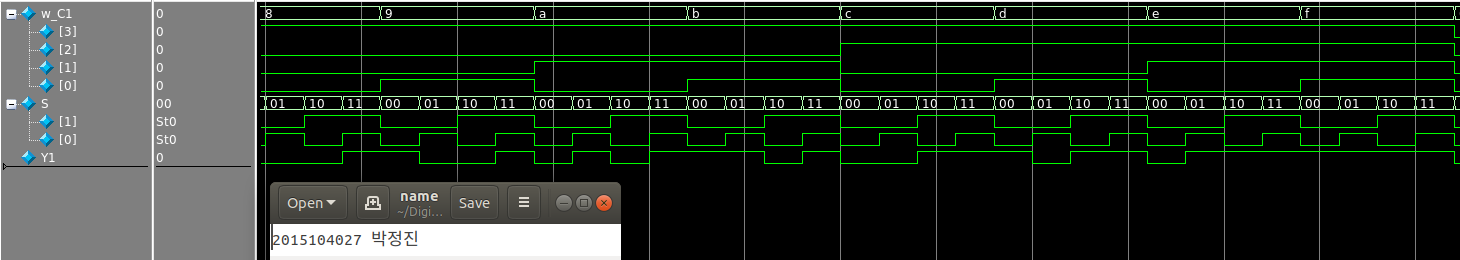 w_C1 0 8 9 a b c d e f
[3] 0
[2] 0
[1] 0
[0] 0
S 00 01 10 11 00 01 10 11 00 01 10 11 00 01 10 11 00 01 10 11 00 01 10 11 00 01 10 11 00 01 10 11
[1] St0
[0] St0
Y1 0
Open name Save
~/Digi...
2015104027 박정진